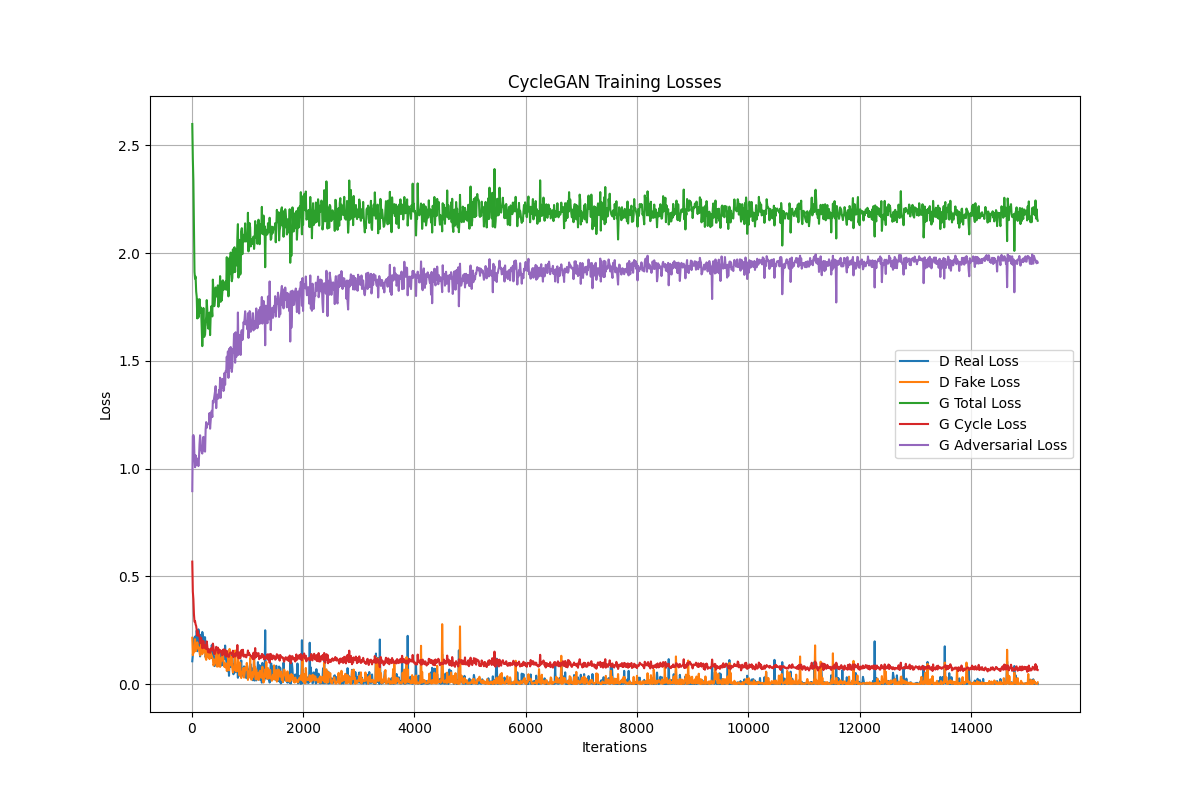 CycleGAN Training Losses
2.5
2.0
1.5
1.0
0.5
0.0
Loss
D Real Loss
D Fake Loss
G Total Loss
G Cycle Loss
G Adversarial Loss
0 2000 4000 6000 8000 10000 12000 14000
Iterations